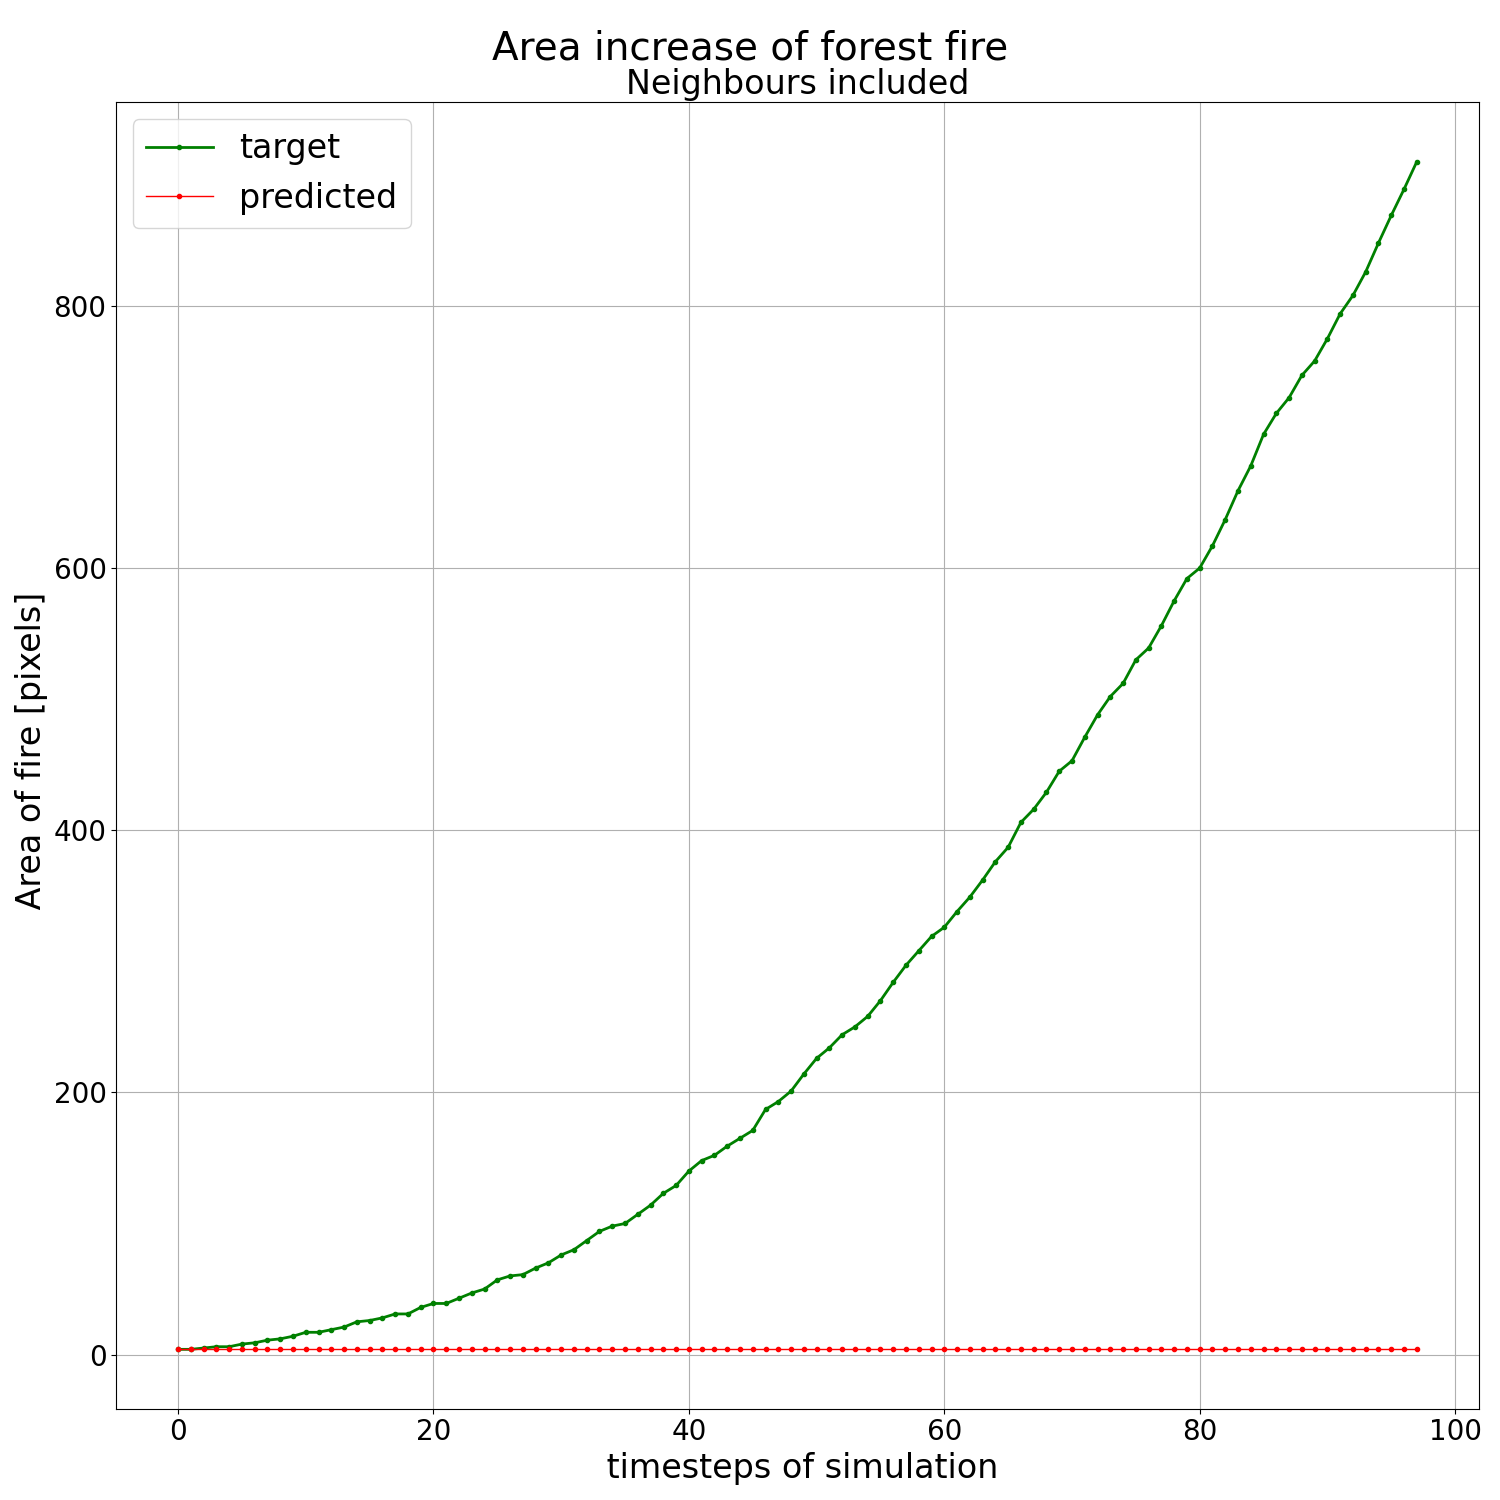 Area increase of forest fire
Neighbours included
target
predicted
800
600
400
200
0
Area of fire [pixels]
0 20 40 60 80 100
timesteps of simulation